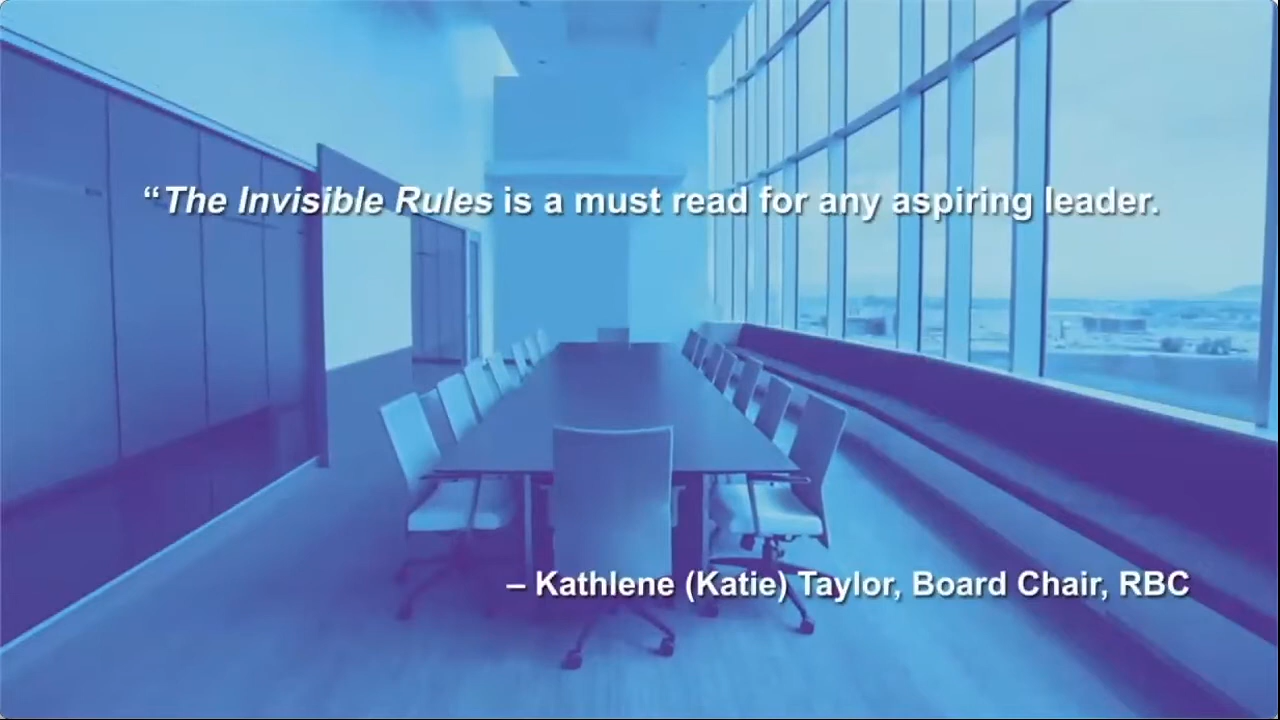 “The Invisible Rules is a must read for any aspiring leader.
– Kathlene (Katie) Taylor, Board Chair, RBC